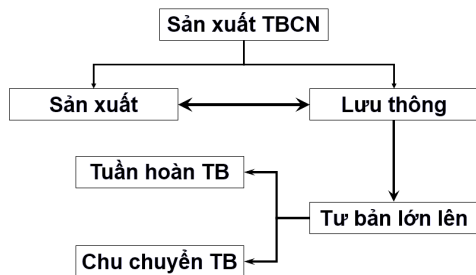 Sản xuất TBCN
Sản xuất
Lưu thông
Tuần hoàn TB
Tư bản lớn lên
Chu chuyển TB